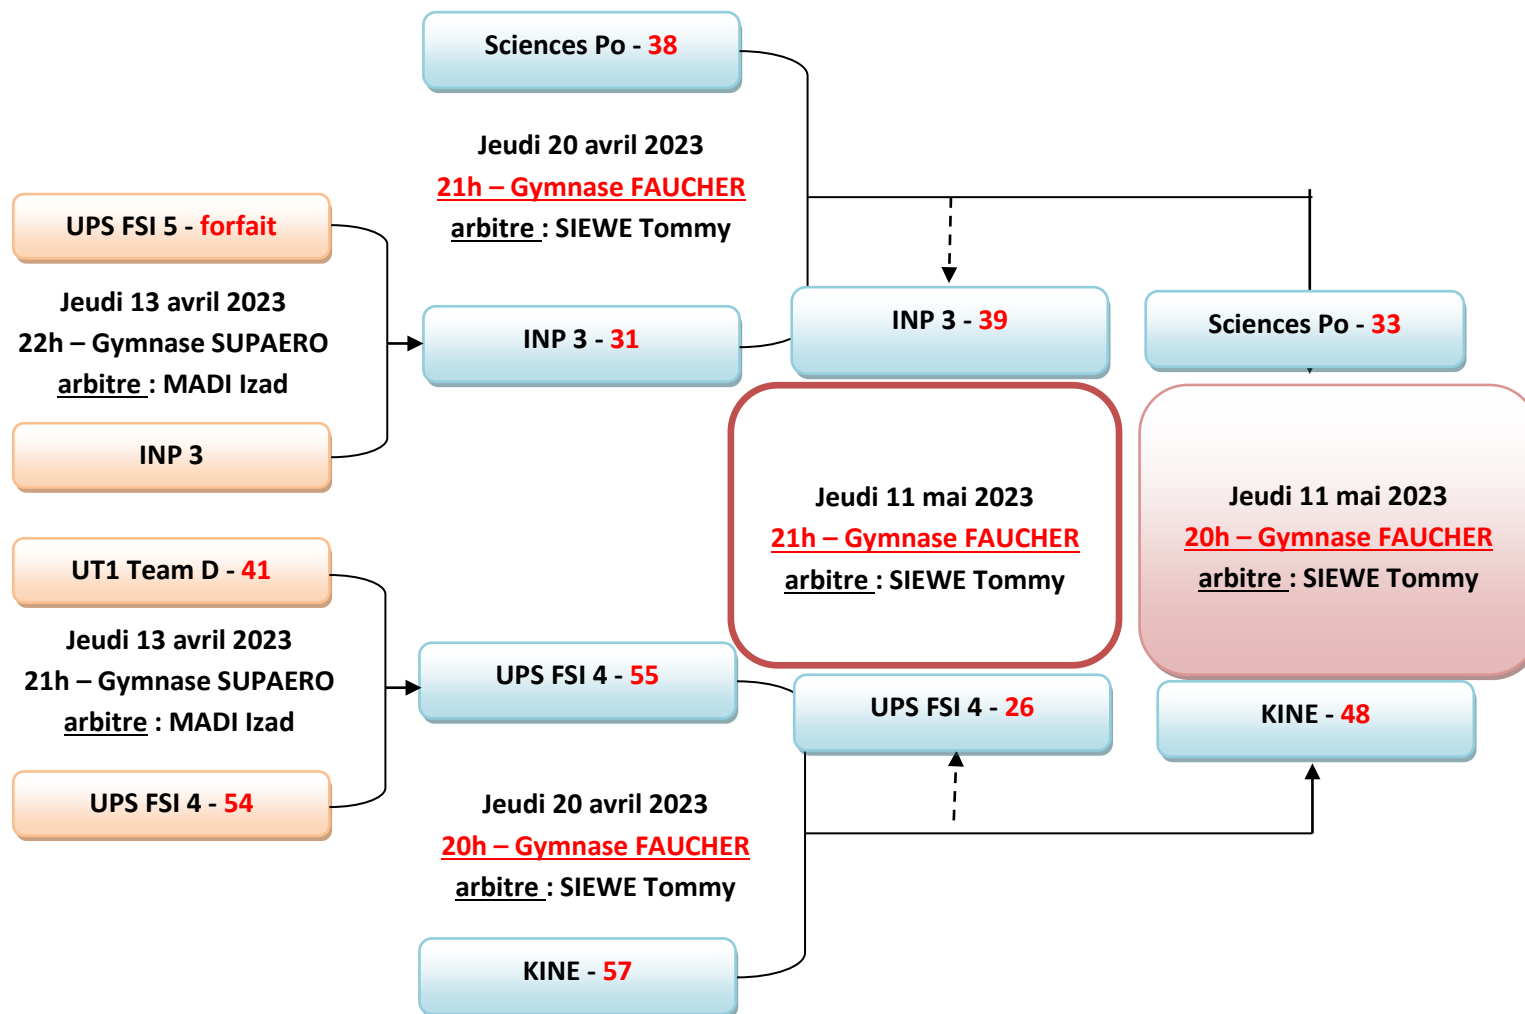 Sciences Po - 38
Jeudi 20 avril 2023
21h – Gymnase FAUCHER
arbitre : SIEWE Tommy
UPS FSI 5 - forfait
Jeudi 13 avril 2023
22h – Gymnase SUPAERO
arbitre : MADI Izad
INP 3
INP 3 - 31
INP 3 - 39
Sciences Po - 33
Jeudi 11 mai 2023
21h – Gymnase FAUCHER
arbitre : SIEWE Tommy
Jeudi 11 mai 2023
20h – Gymnase FAUCHER
arbitre : SIEWE Tommy
UT1 Team D - 41
Jeudi 13 avril 2023
21h – Gymnase SUPAERO
arbitre : MADI Izad
UPS FSI 4 - 54
UPS FSI 4 - 55
UPS FSI 4 - 26
KINE - 48
Jeudi 20 avril 2023
20h – Gymnase FAUCHER
arbitre : SIEWE Tommy
KINE - 57